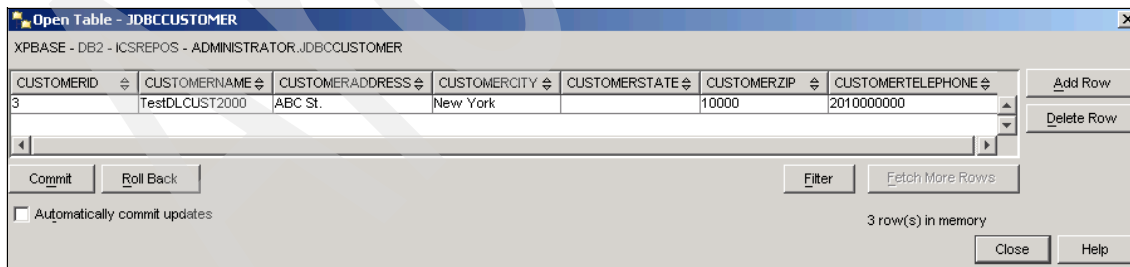 Open Table - JDBCCUSTOMER
XPBASE - DB2 - ICSREPOS - ADMINISTRATOR.JDBCCUSTOMER
CUSTOMERID CUSTOMERNAME CUSTOMERADDRESS CUSTOMERCITY CUSTOMERSTATE CUSTOMERZIP CUSTOMERTELEPHONE Add Row
3 TestDLCUST2000 ABC St. New York 10000 2010000000
Delete Row
Commit Roll Back Filter Fetch More Rows
Automatically commit updates
3 row(s) in memory
Close Help